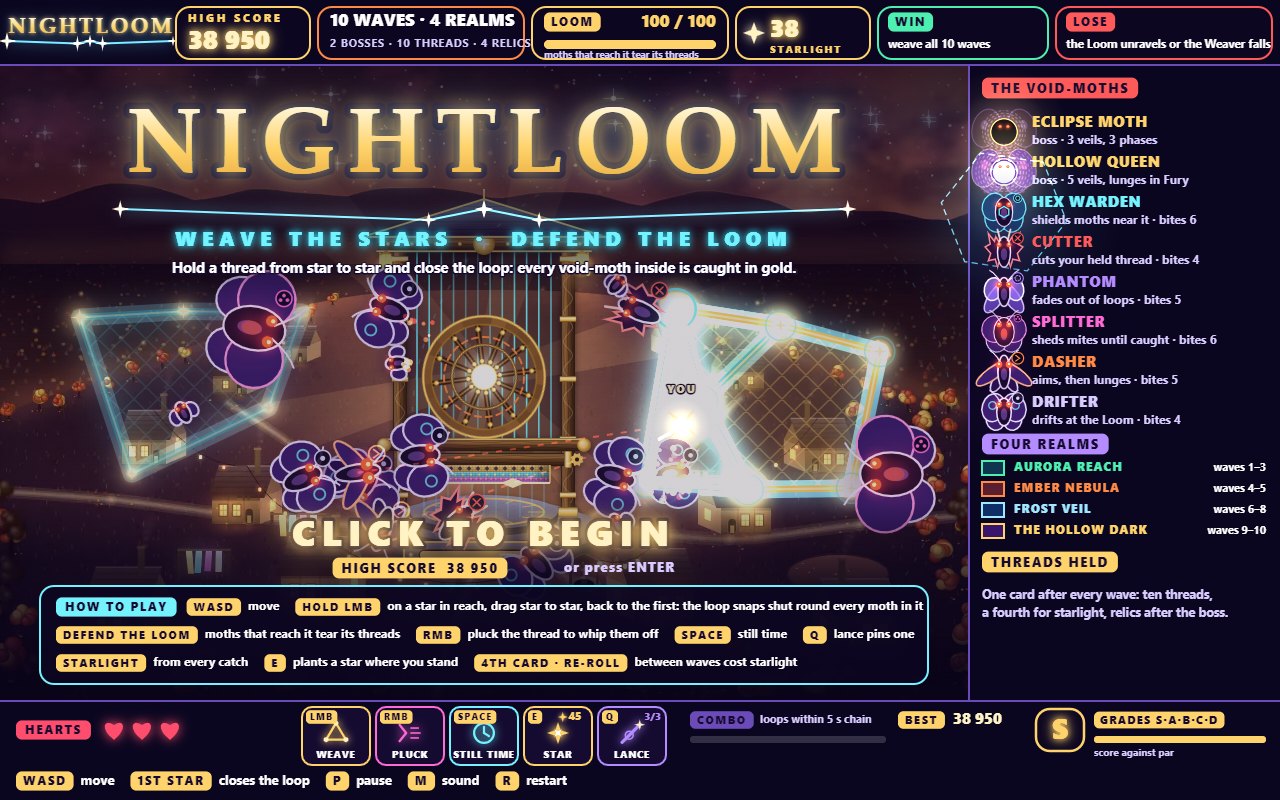 NIGHTLOOM
HIGH SCORE
38 950
10 WAVES · 4 REALMS
2 BOSSES · 10 THREADS · 4 RELICS
LOOM 100 / 100
moths that reach it tear its threads
38
STARLIGHT
WIN
weave all 10 waves
LOSE
the Loom unravels or the Weaver falls
NIGHTLOOM
WEAVE THE STARS · DEFEND THE LOOM
Hold a thread from star to star and close the loop: every void-moth inside is caught in gold.
YOU
CLICK TO BEGIN
HIGH SCORE 38 950 or press ENTER
HOW TO PLAY WASD move HOLD LMB on a star in reach, drag star to star, back to the first: the loop snaps shut round every moth in it
DEFEND THE LOOM moths that reach it tear its threads RMB pluck the thread to whip them off SPACE still time Q lance pins one
STARLIGHT from every catch E plants a star where you stand 4TH CARD · RE-ROLL between waves cost starlight
THE VOID-MOTHS
ECLIPSE MOTH
boss · 3 veils, 3 phases
HOLLOW QUEEN
boss · 5 veils, lunges in Fury
HEX WARDEN
shields moths near it · bites 6
CUTTER
cuts your held thread · bites 4
PHANTOM
fades out of loops · bites 5
SPLITTER
sheds mites until caught · bites 6
DASHER
aims, then lunges · bites 5
DRIFTER
drifts at the Loom · bites 4
FOUR REALMS
AURORA REACH waves 1–3
EMBER NEBULA waves 4–5
FROST VEIL waves 6–8
THE HOLLOW DARK waves 9–10
THREADS HELD
One card after every wave: ten threads,
a fourth for starlight, relics after the boss.
HEARTS
LMB
WEAVE
RMB
PLUCK
SPACE
STILL TIME
E 45
STAR
Q 3/3
LANCE
COMBO loops within 5 s chain
BEST 38 950
S
GRADES S·A·B·C·D
score against par
WASD move 1ST STAR closes the loop P pause M sound R restart